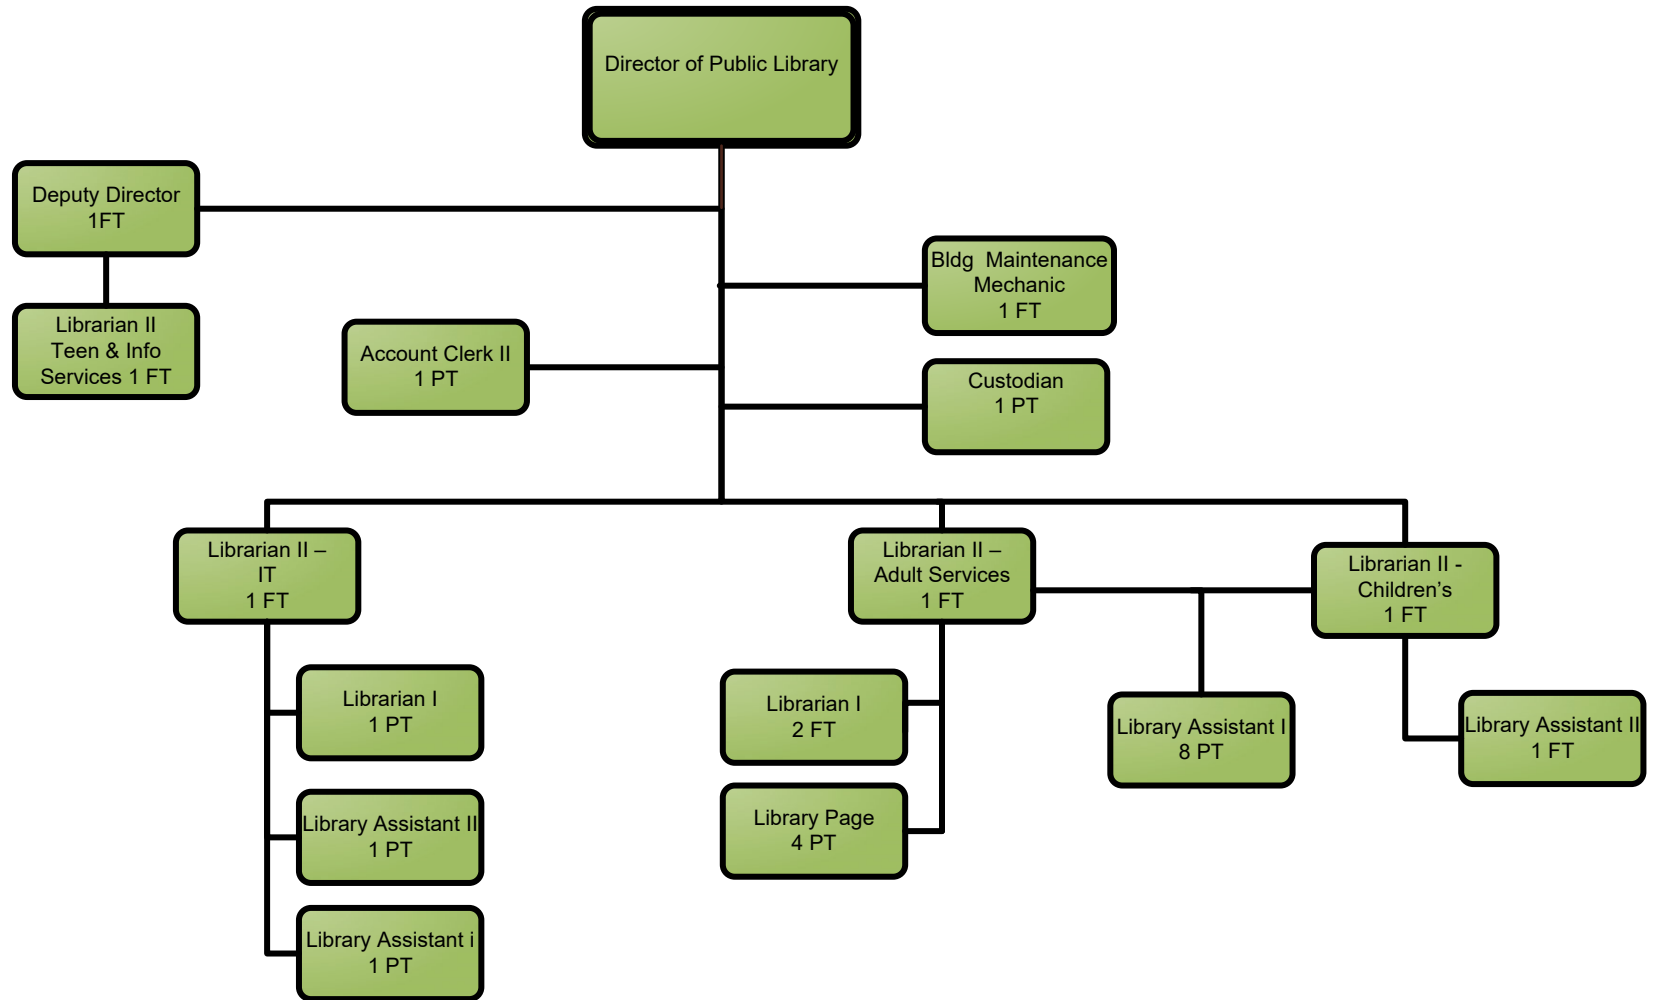 Director of Public Library
Deputy Director
1FT
Librarian II
Teen & Info
Services 1 FT
Account Clerk II
1 PT
Bldg  Maintenance
Mechanic
1 FT
Custodian
1 PT
Librarian II –
IT
1 FT
Librarian I
1 PT
Library Assistant II
1 PT
Library Assistant i
1 PT
Librarian II –
Adult Services
1 FT
Librarian I
2 FT
Library Page
4 PT
Library Assistant I
8 PT
Librarian II -
Children’s
1 FT
Library Assistant II
1 FT